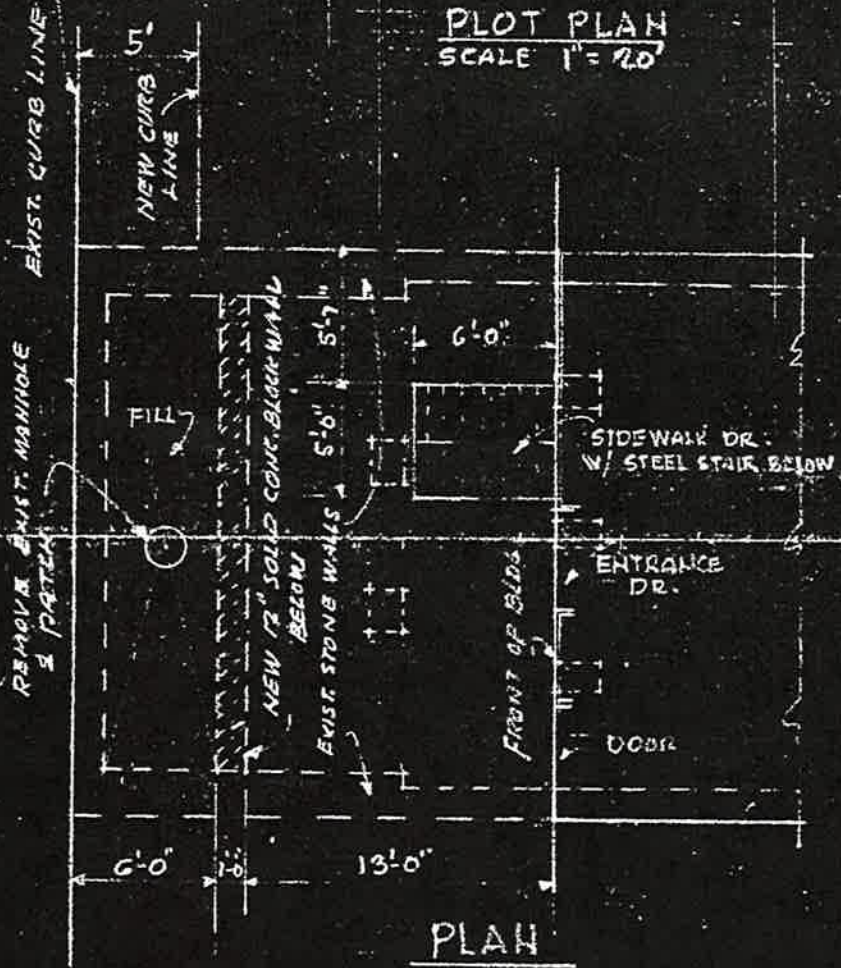 PLOT PLAN
SCALE 1" = 20'
EXIST. CURB LINE
5'
NEW CURB
LINE
REMOVE EXIST. MANHOLE
& PATCH
FILL
NEW 12" SOLID CONC. BLOCK WALL
BELOW
EXIST. STONE WALLS
5'-7"
5'-0"
6'-0"
SIDEWALK DR.
W/ STEEL STAIR BELOW
ENTRANCE
DR.
FRONT OF BLDG
DOOR
6'-0"
1'-0"
13'-0"
PLAN